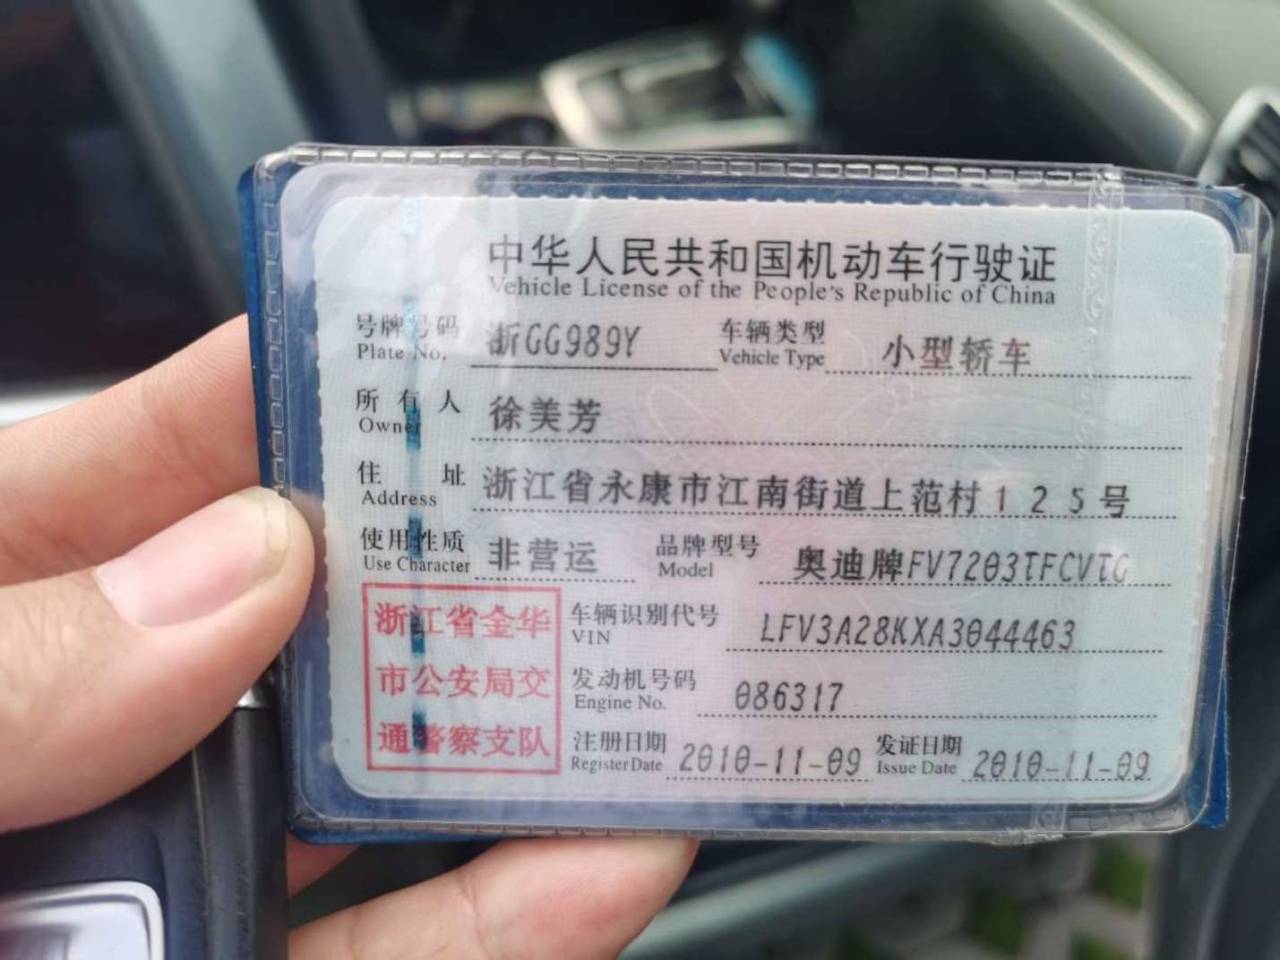 中华人民共和国机动车行驶证
Vehicle License of the People's Republic of China
号牌号码 浙GG989Y 车辆类型 小型轿车
Plate No. Vehicle Type
所有人 徐美芳
Owner
住址 浙江省永康市江南街道上范村125号
Address
使用性质 非营运 品牌型号 奥迪牌FV7203TFCVTG
Use Character Model
浙江省金华
市公安局交
通警察支队
车辆识别代号 LFV3A28KXA3044463
VIN
发动机号码 086317
Engine No.
注册日期 2010-11-09 发证日期 2010-11-09
Register Date Issue Date